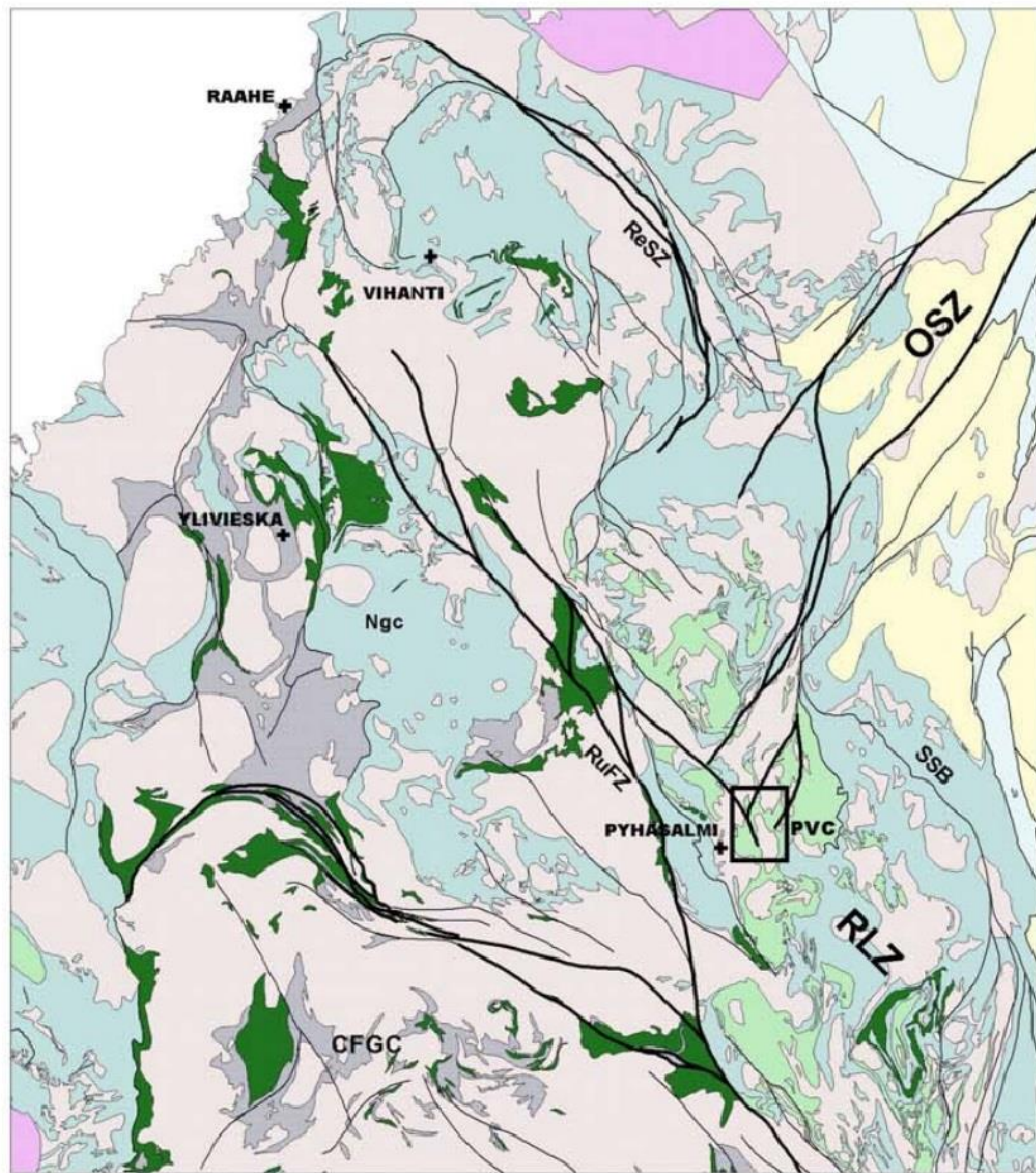 RAAHE
ReSZ
VIHANTI
OSZ
YLIVIESKA
Ngc
RuFZ
SSB
PYHÄSALMI
PVC
RLZ
CFGC